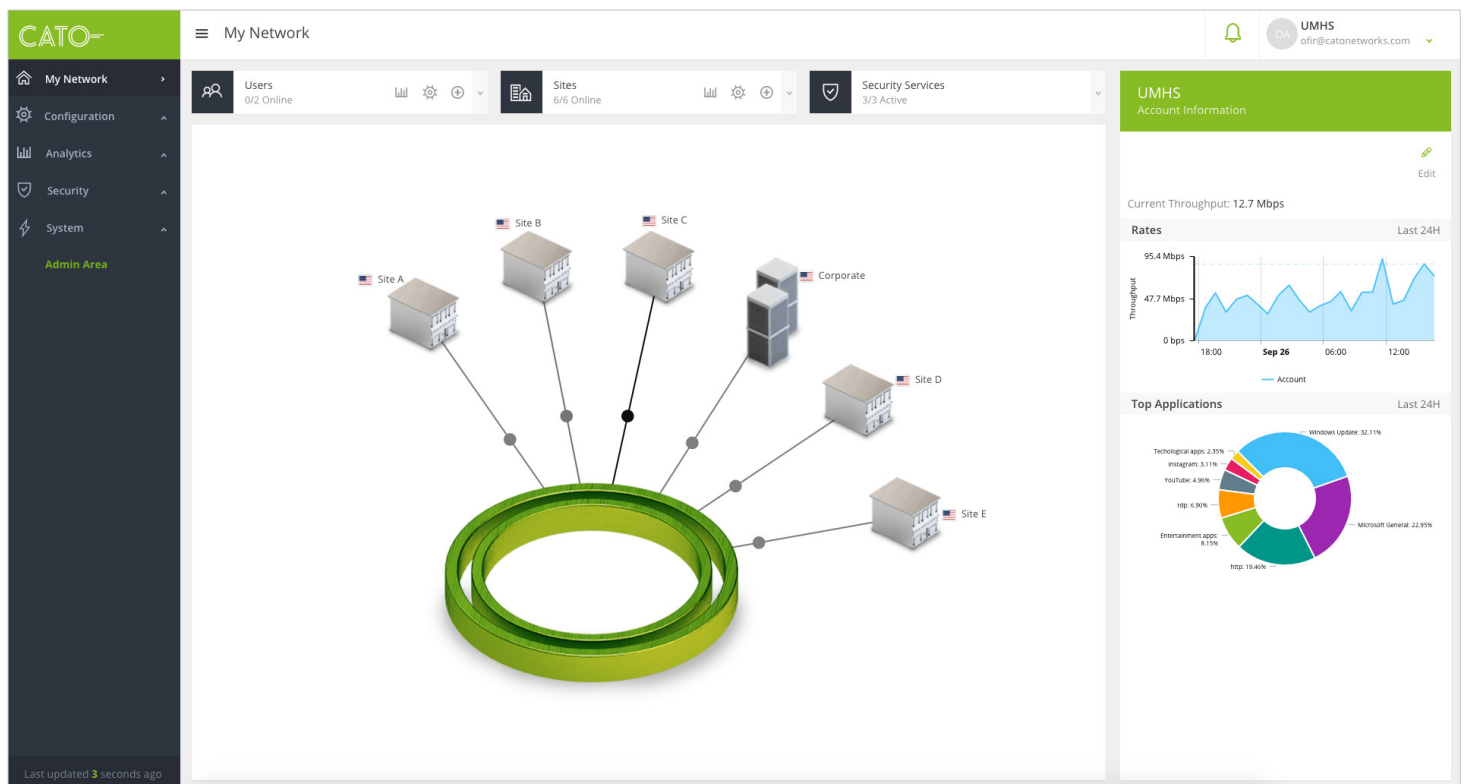 CATO
My Network
UMHS
OA
ofir@catonetworks.com
My Network
Configuration
Analytics
Security
System
Admin Area
Last updated 3 seconds ago
Users
0/2 Online
Sites
6/6 Online
Security Services
3/3 Active
Site A
Site B
Site C
Corporate
Site D
Site E
UMHS
Account Information
Edit
Current Throughput: 12.7 Mbps
Rates Last 24H
95.4 Mbps
47.7 Mbps
0 bps
Throughput
18:00 Sep 26 06:00 12:00
Account
Top Applications Last 24H
Windows Update: 32.11%
Techological apps: 2.35%
Instagram: 3.11%
YouTube: 4.96%
rdp: 6.90%
Microsoft General: 22.95%
Entertainment apps:
8.15%
http: 19.46%